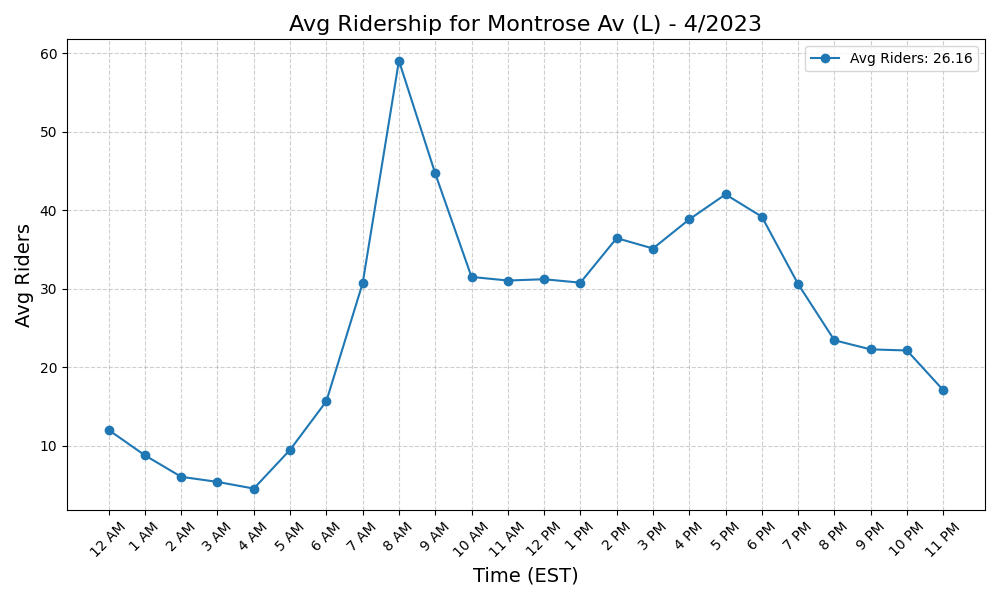 Avg Ridership for Montrose Av (L) - 4/2023
Avg Riders: 26.16
Avg Riders
60
50
40
30
20
10
12 AM
1 AM
2 AM
3 AM
4 AM
5 AM
6 AM
7 AM
8 AM
9 AM
10 AM
11 AM
12 PM
1 PM
2 PM
3 PM
4 PM
5 PM
6 PM
7 PM
8 PM
9 PM
10 PM
11 PM
Time (EST)